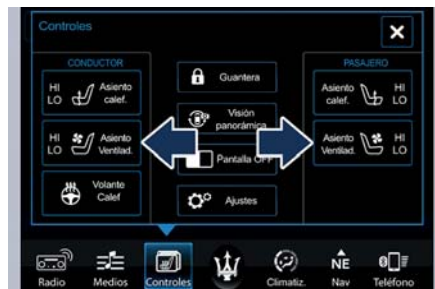 Controles
CONDUCTOR
PASAJERO
HI
LO
Asiento
calef.
Guantera
Asiento
calef.
HI
LO
HI
LO
Asiento
Ventilad.
Visión
panorámica
Asiento
Ventilad.
HI
LO
Pantalla OFF
Volante
Calef
Ajustes
Radio
Medios
Controles
Climatiz.
NE
Nav
Teléfono